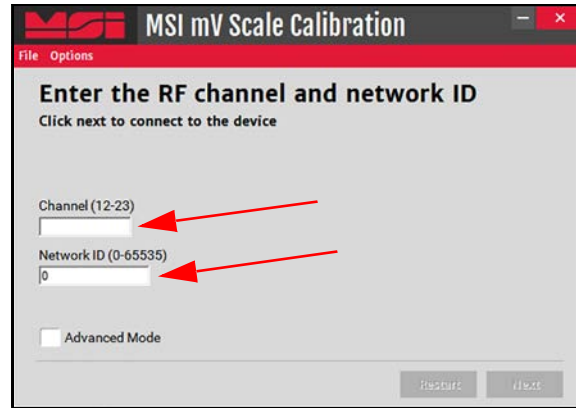 MSI MSI mV Scale Calibration
File Options
Enter the RF channel and network ID
Click next to connect to the device
Channel (12-23)
Network ID (0-65535)
0
Advanced Mode
Restart Next